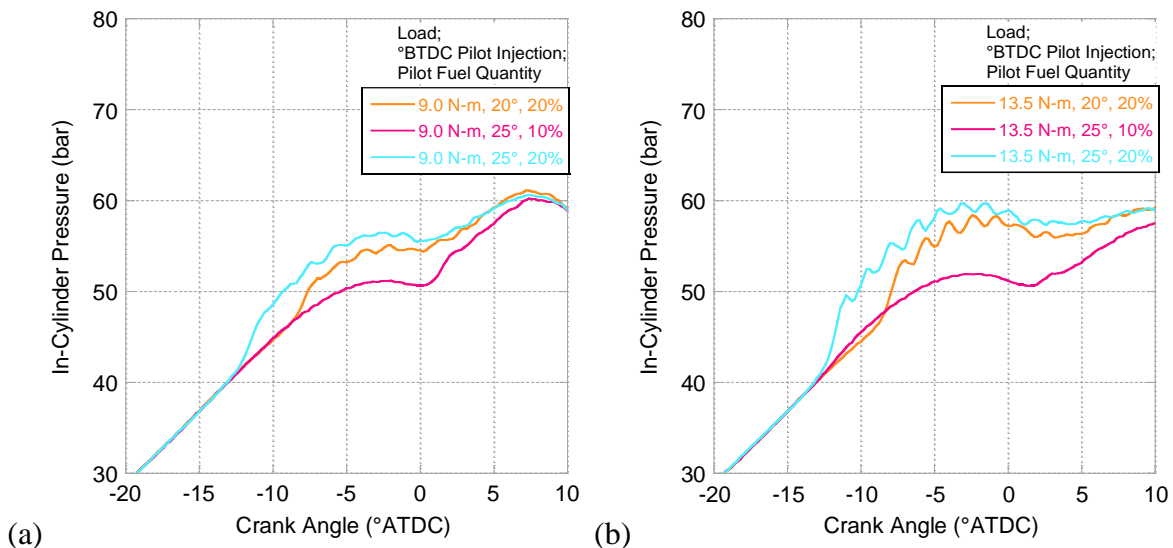 80
70
60
50
40
30
In-Cylinder Pressure (bar)
Load;
°BTDC Pilot Injection;
Pilot Fuel Quantity
9.0 N-m, 20°, 20%
9.0 N-m, 25°, 10%
9.0 N-m, 25°, 20%
-20 -15 -10 -5 0 5 10
Crank Angle (°ATDC)
(a)
80
70
60
50
40
30
In-Cylinder Pressure (bar)
Load;
°BTDC Pilot Injection;
Pilot Fuel Quantity
13.5 N-m, 20°, 20%
13.5 N-m, 25°, 10%
13.5 N-m, 25°, 20%
-20 -15 -10 -5 0 5 10
Crank Angle (°ATDC)
(b)